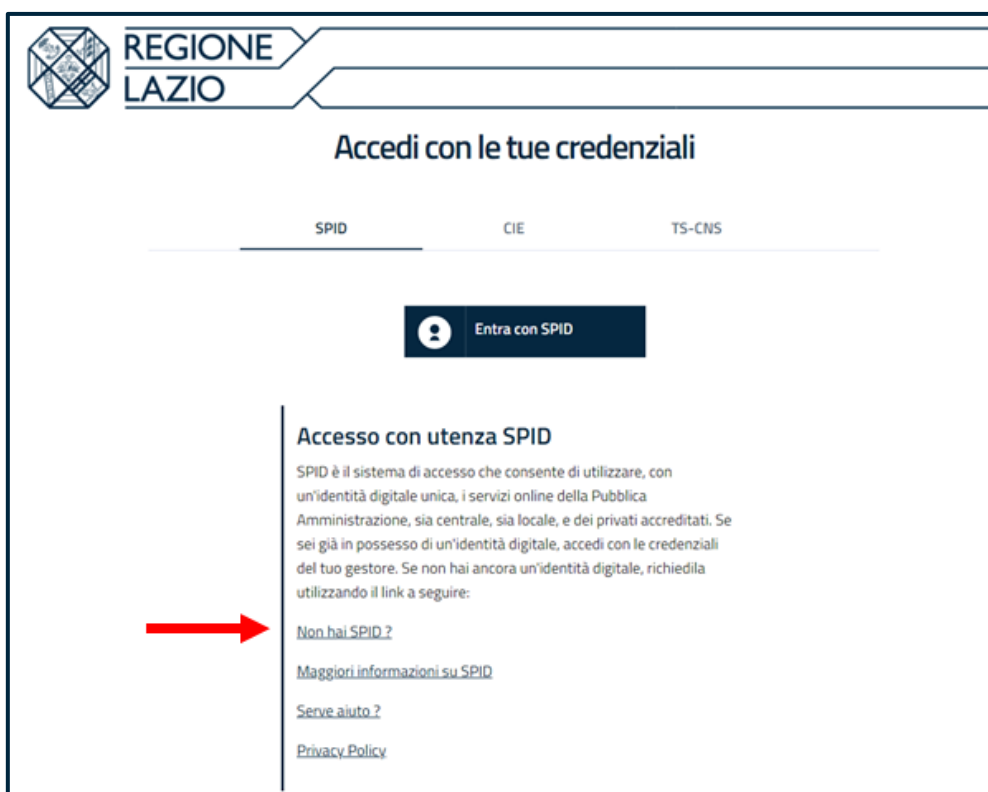 REGIONE
LAZIO
Accedi con le tue credenziali
SPID CIE TS-CNS
Entra con SPID
Accesso con utenza SPID
SPID è il sistema di accesso che consente di utilizzare, con
un'identità digitale unica, i servizi online della Pubblica
Amministrazione, sia centrale, sia locale, e dei privati accreditati. Se
sei già in possesso di un'identità digitale, accedi con le credenziali
del tuo gestore. Se non hai ancora un'identità digitale, richiedila
utilizzando il link a seguire:
Non hai SPID ?
Maggiori informazioni su SPID
Serve aiuto ?
Privacy Policy